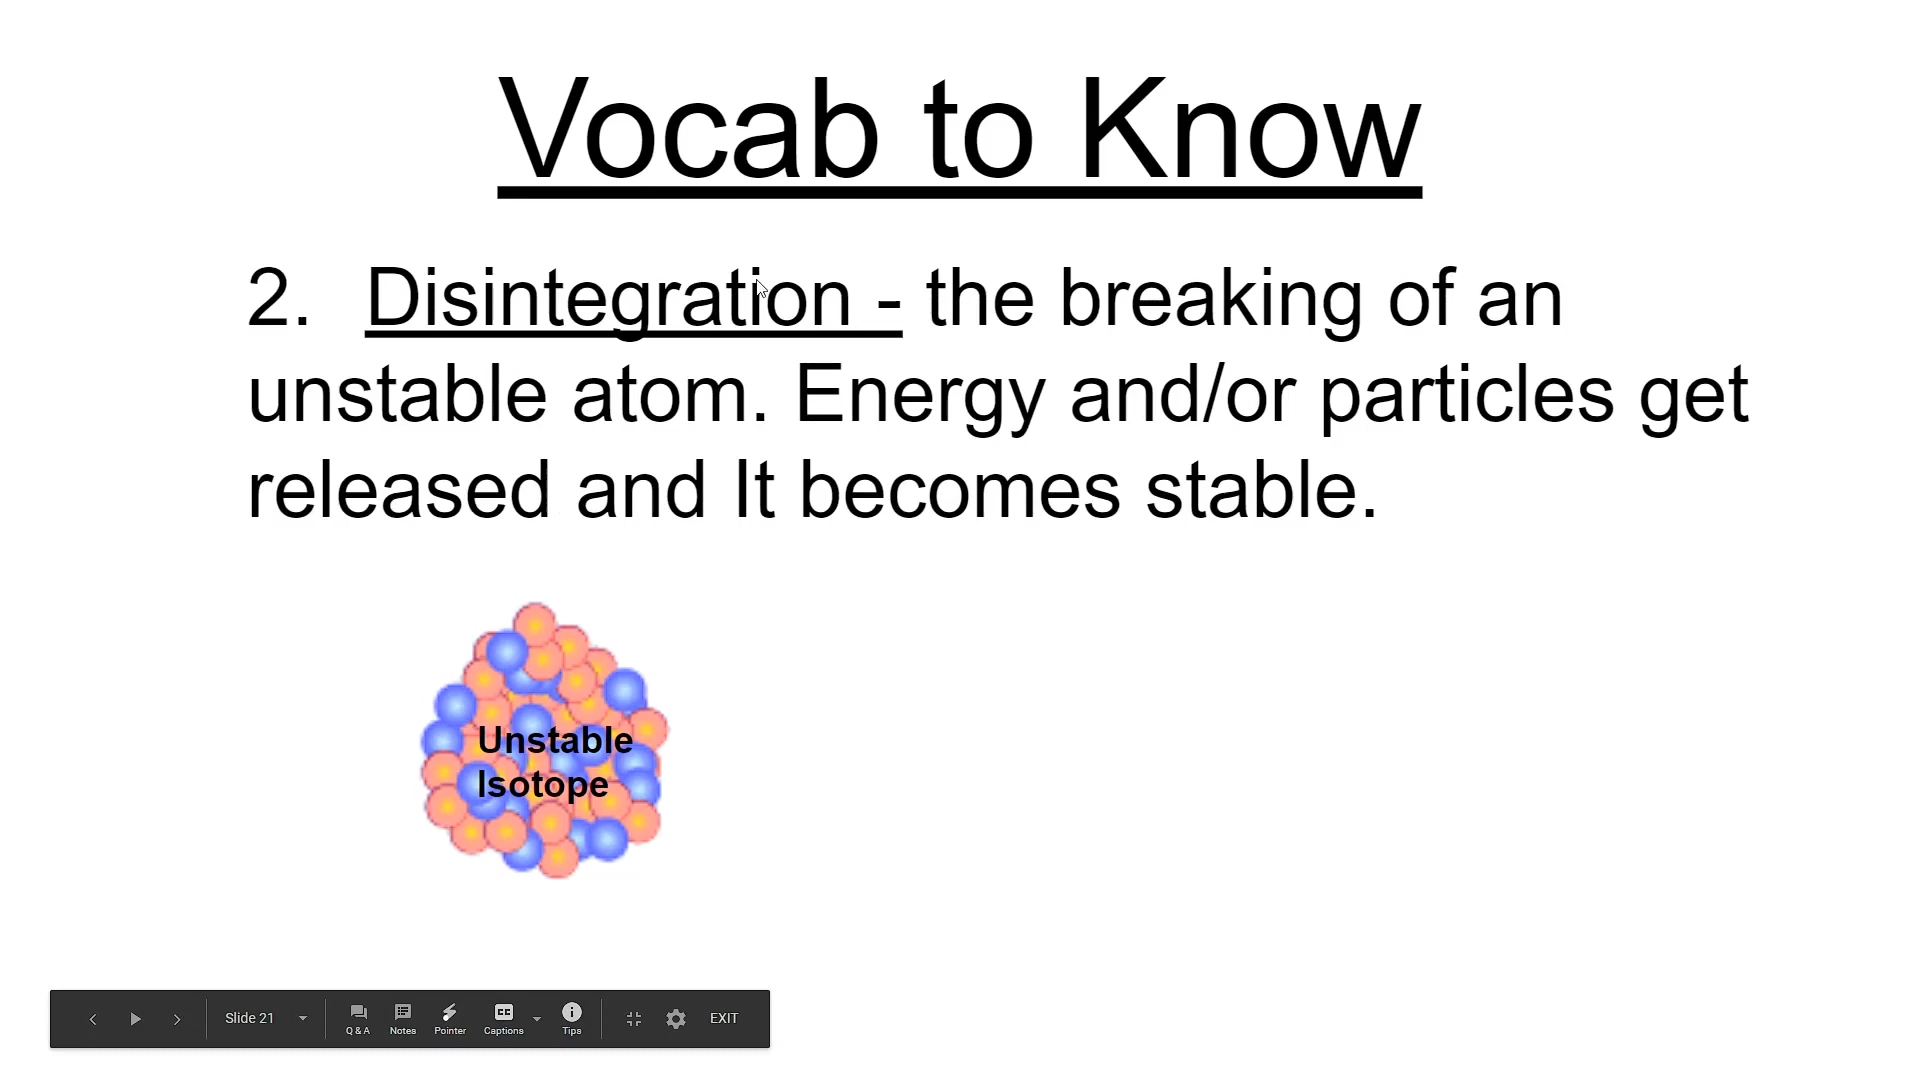 Vocab to Know
2. Disintegration - the breaking of an
unstable atom. Energy and/or particles get
released and It becomes stable.
Unstable
Isotope
Slide 21
Q & A
Notes
Pointer
Captions
Tips
EXIT